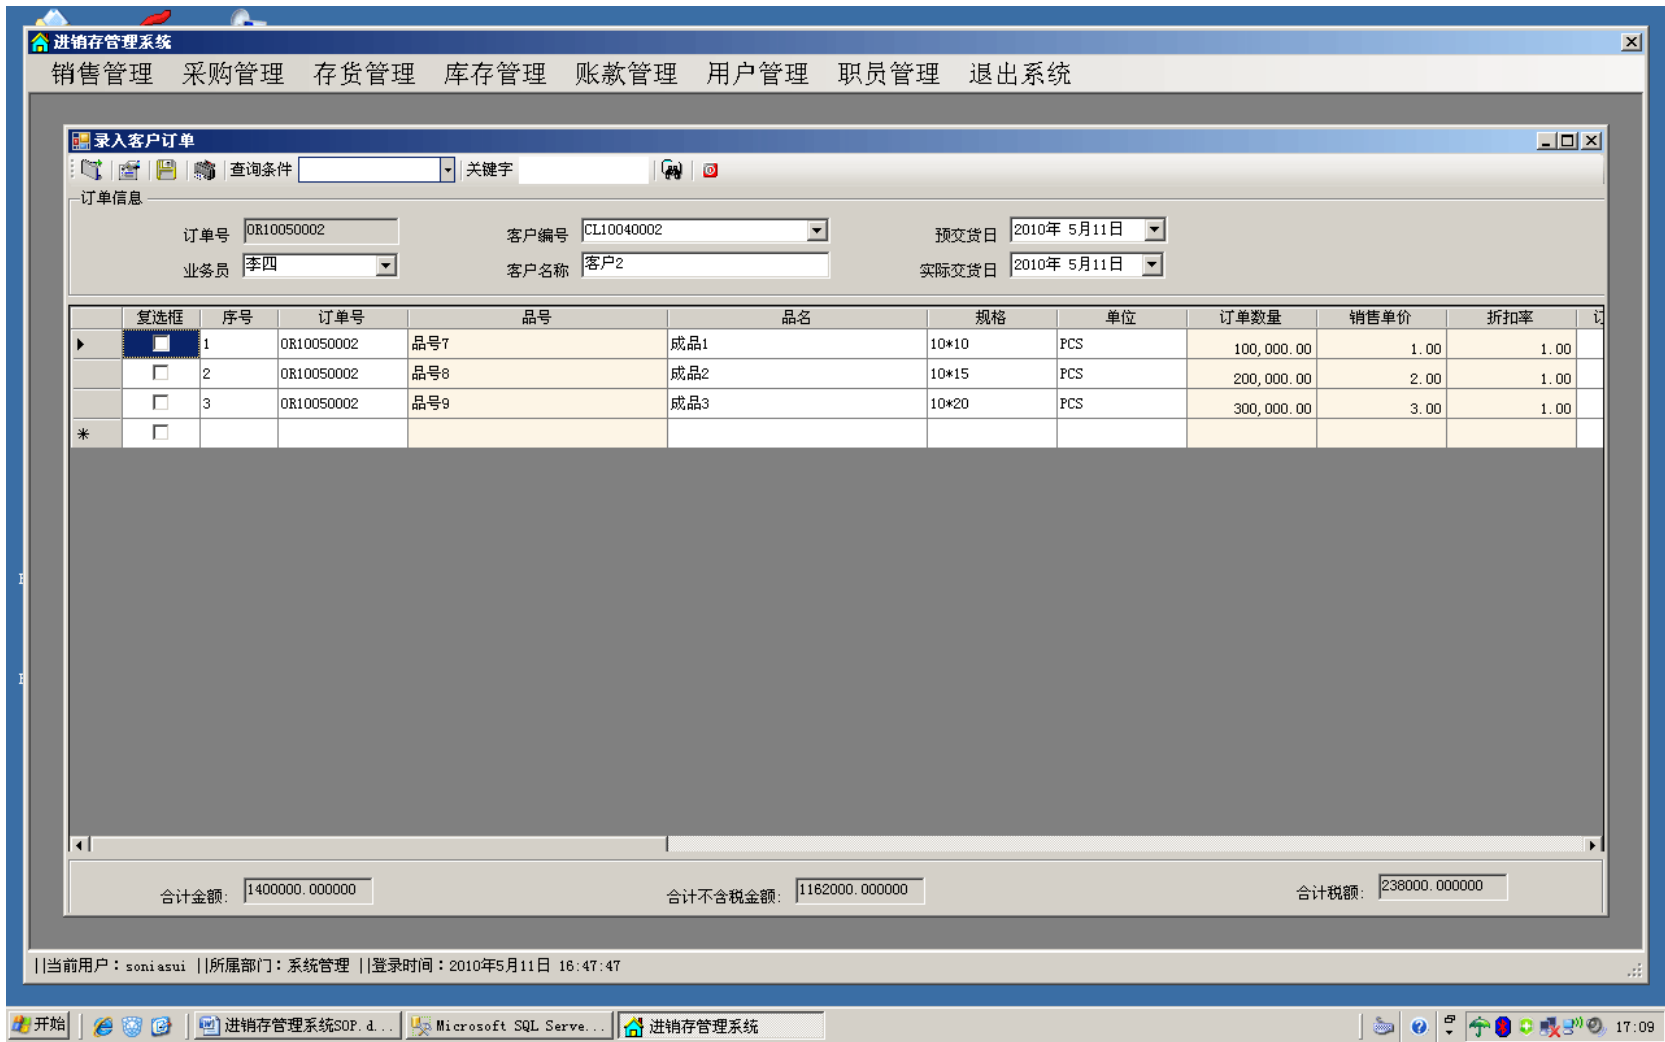 进销存管理系统
销售管理 采购管理 存货管理 库存管理 账款管理 用户管理 职员管理 退出系统
录入客户订单
查询条件 关键字
订单信息
订单号 OR10050002 客户编号 CL10040002 预交货日 2010年 5月11日
业务员 李四 客户名称 客户2 实际交货日 2010年 5月11日
复选框 序号 订单号 品号 品名 规格 单位 订单数量 销售单价 折扣率
1 OR10050002 品号7 成品1 10*10 PCS 100,000.00 1.00 1.00
2 OR10050002 品号8 成品2 10*15 PCS 200,000.00 2.00 1.00
3 OR10050002 品号9 成品3 10*20 PCS 300,000.00 3.00 1.00
合计金额: 1400000.000000 合计不含税金额: 1162000.000000 合计税额: 238000.000000
||当前用户：soniasui ||所属部门：系统管理 ||登录时间：2010年5月11日 16:47:47
开始 进销存管理系统SOP.d... Microsoft SQL Serve... 进销存管理系统 17:09